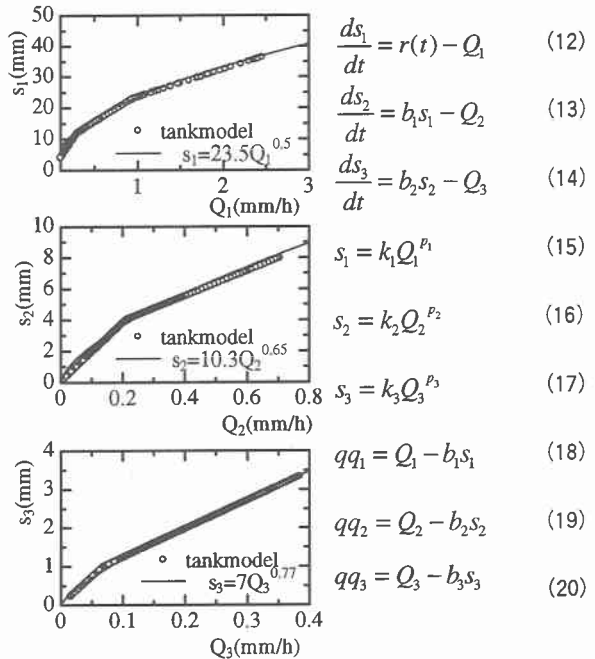 50
40
30
20
10
0
s₁(mm)
tankmodel
s₁=23.5Q₁^0.5
1 2 3
Q₁(mm/h)
10
8
6
4
2
0
s₂(mm)
tankmodel
s₂=10.3Q₂^0.65
0 0.2 0.4 0.6 0.8
Q₂(mm/h)
4
3
2
1
0
s₃(mm)
tankmodel
s₃=7Q₃^0.77
0 0.1 0.2 0.3 0.4
Q₃(mm/h)
ds₁/dt = r(t) − Q₁ (12)
ds₂/dt = b₁s₁ − Q₂ (13)
ds₃/dt = b₂s₂ − Q₃ (14)
s₁ = k₁Q₁^p₁ (15)
s₂ = k₂Q₂^p₂ (16)
s₃ = k₃Q₃^p₃ (17)
qq₁ = Q₁ − b₁s₁ (18)
qq₂ = Q₂ − b₂s₂ (19)
qq₃ = Q₃ − b₃s₃ (20)